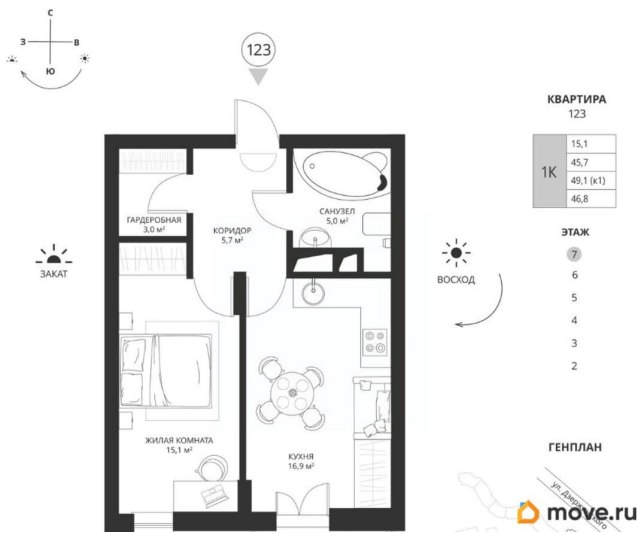 С
З
В
Ю
123
КВАРТИРА
123
1К
15,1
45,7
49,1 (к1)
46,8
ЭТАЖ
7
6
5
4
3
2
ГАРДЕРОБНАЯ
3,0 м²
КОРИДОР
5,7 м²
САНУЗЕЛ
5,0 м²
ЗАКАТ
ВОСХОД
ЖИЛАЯ КОМНАТА
15,1 м²
КУХНЯ
16,9 м²
ГЕНПЛАН
ул. Дзержинского
move.ru